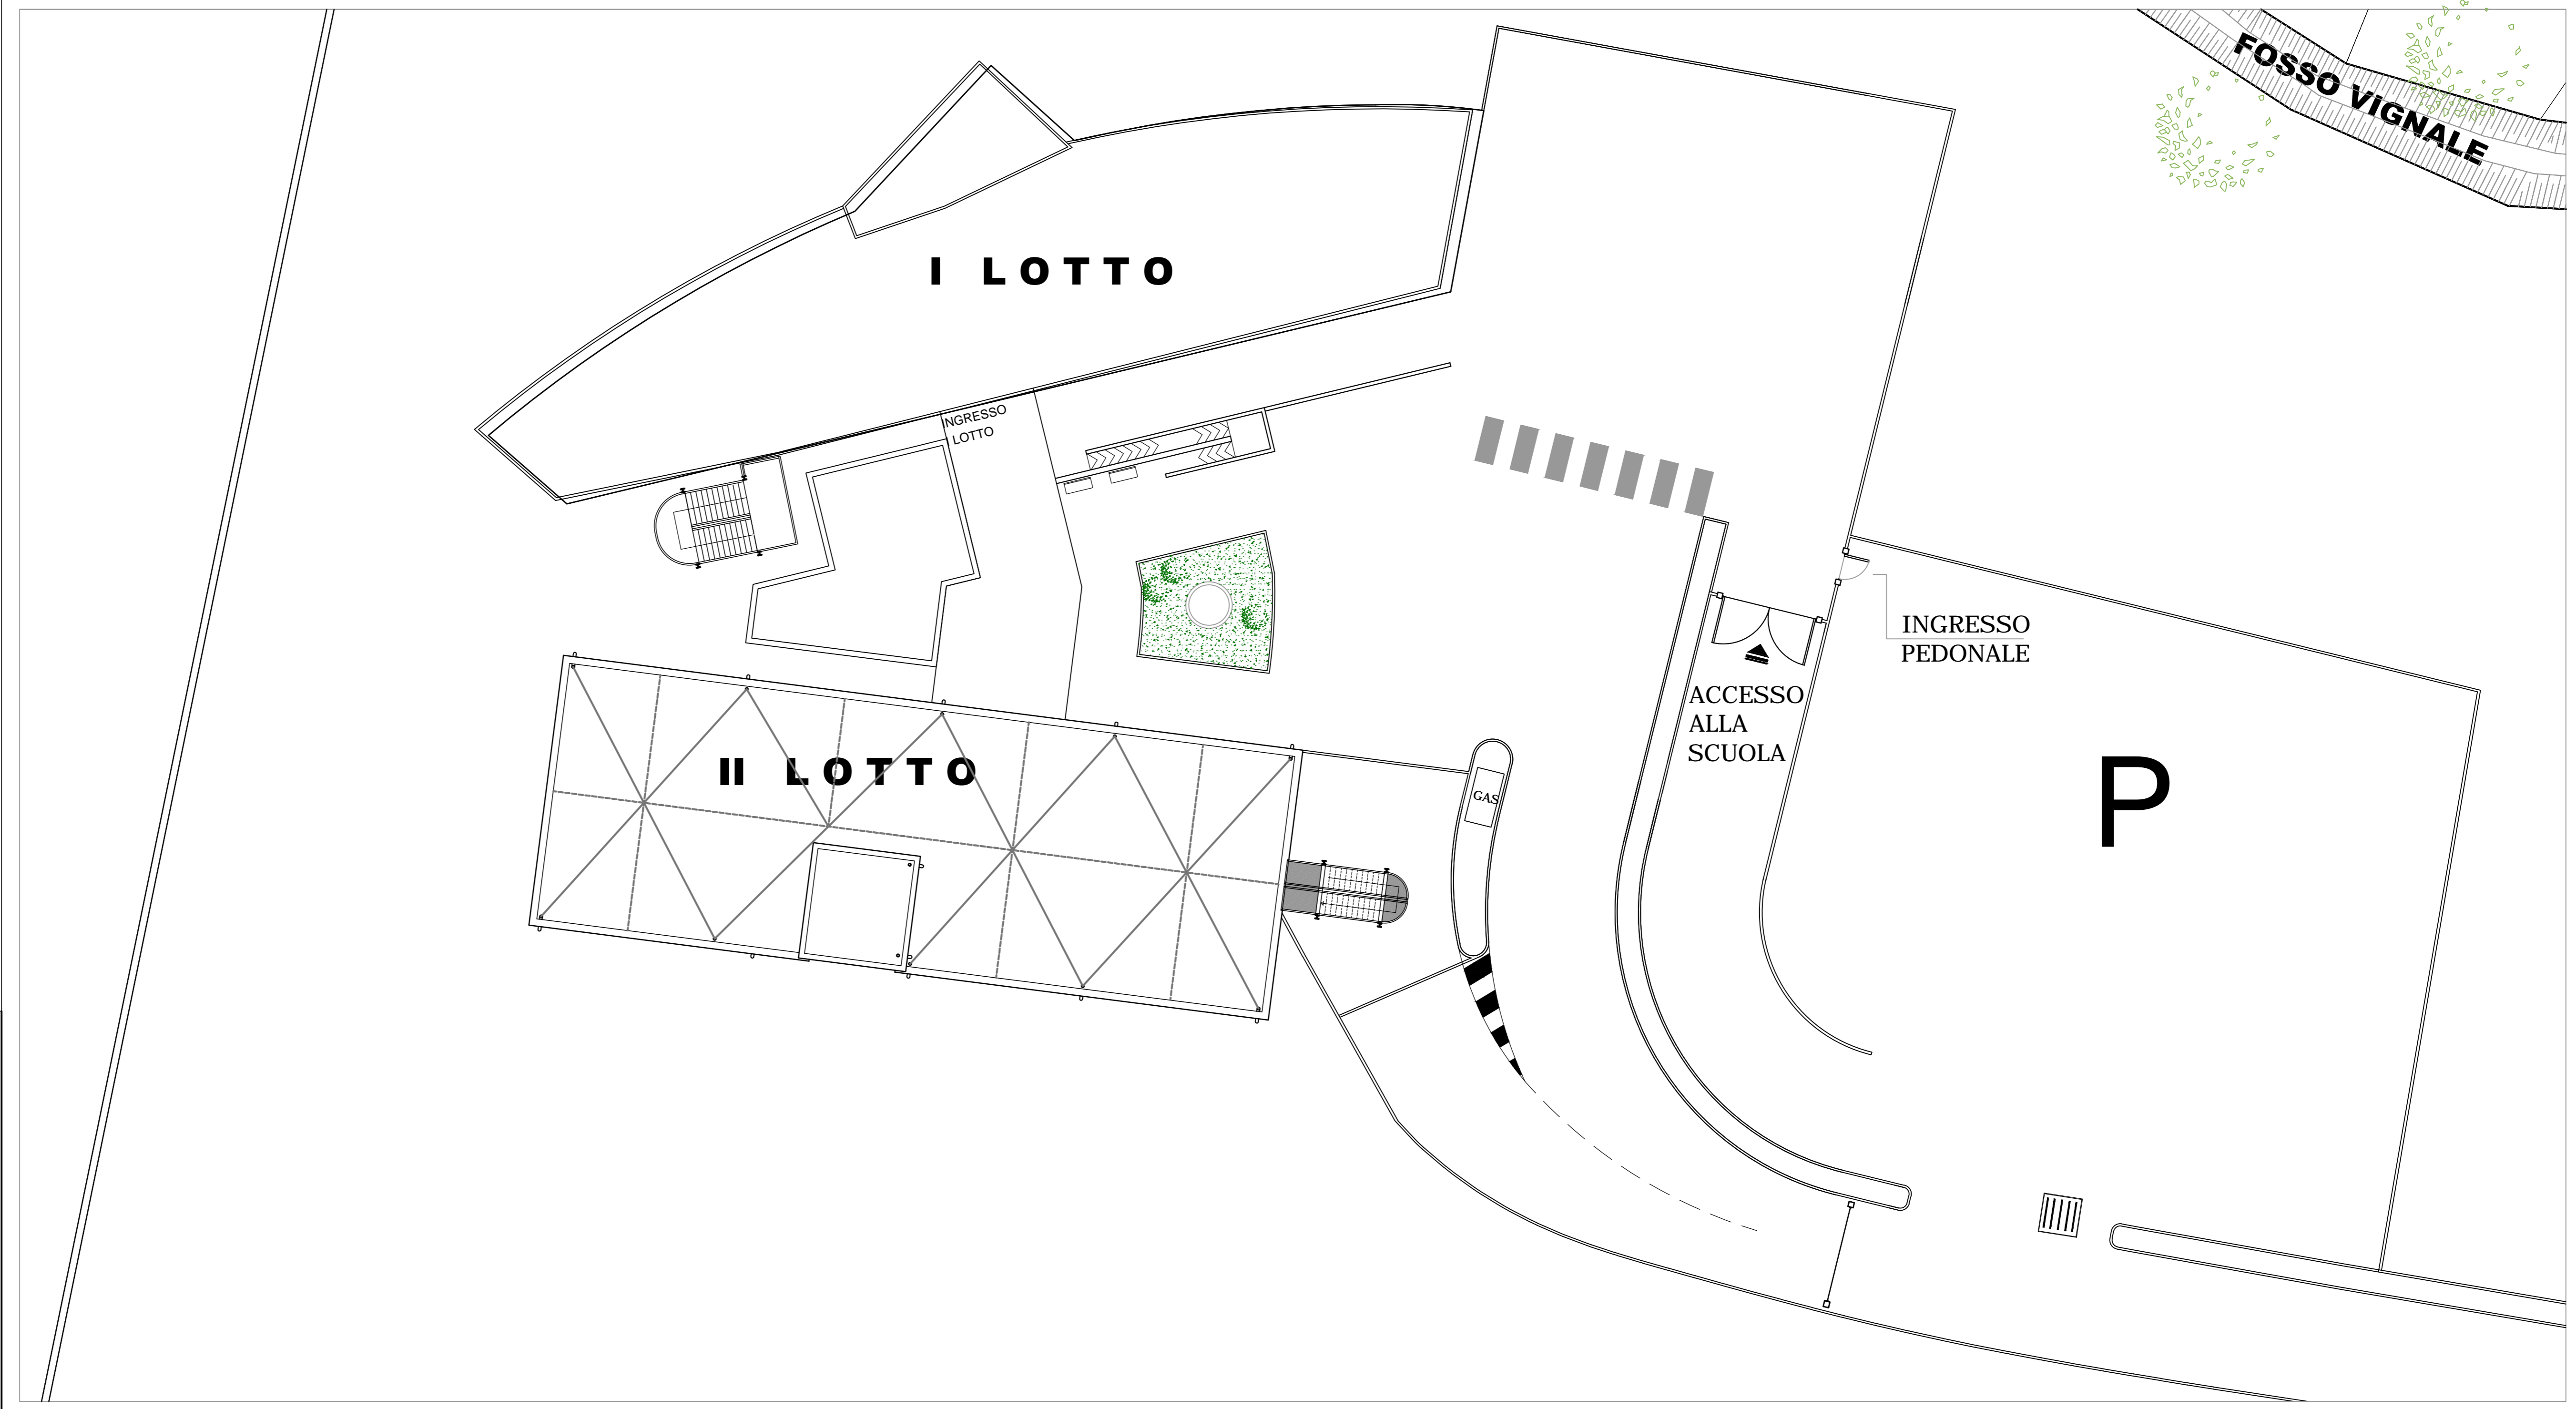 FOSSO VIGNALE
I LOTTO
INGRESSO
I LOTTO
INGRESSO
PEDONALE
ACCESSO
ALLA
SCUOLA
II LOTTO
GAS
P